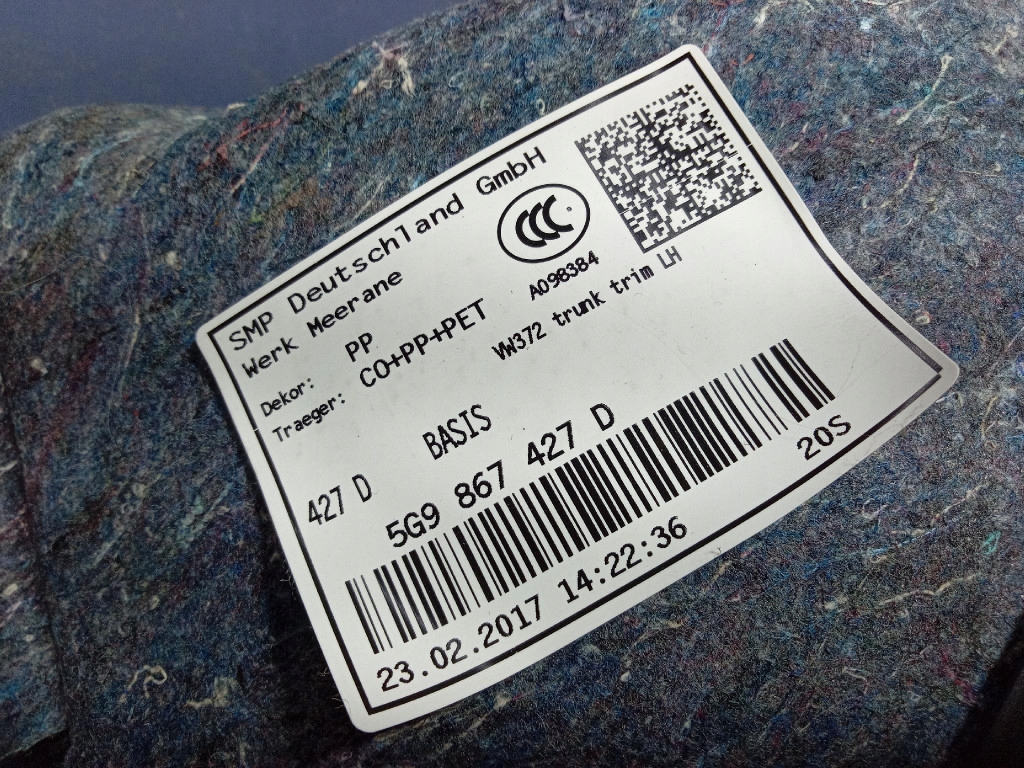 SMP Deutschland GmbH
Werk Meerane
CCC
A098384
Dekor: PP
Traeger: CO+PP+PET
VW372 trunk trim LH
427 D BASIS
5G9 867 427 D
20S
23.02.2017 14:22:36